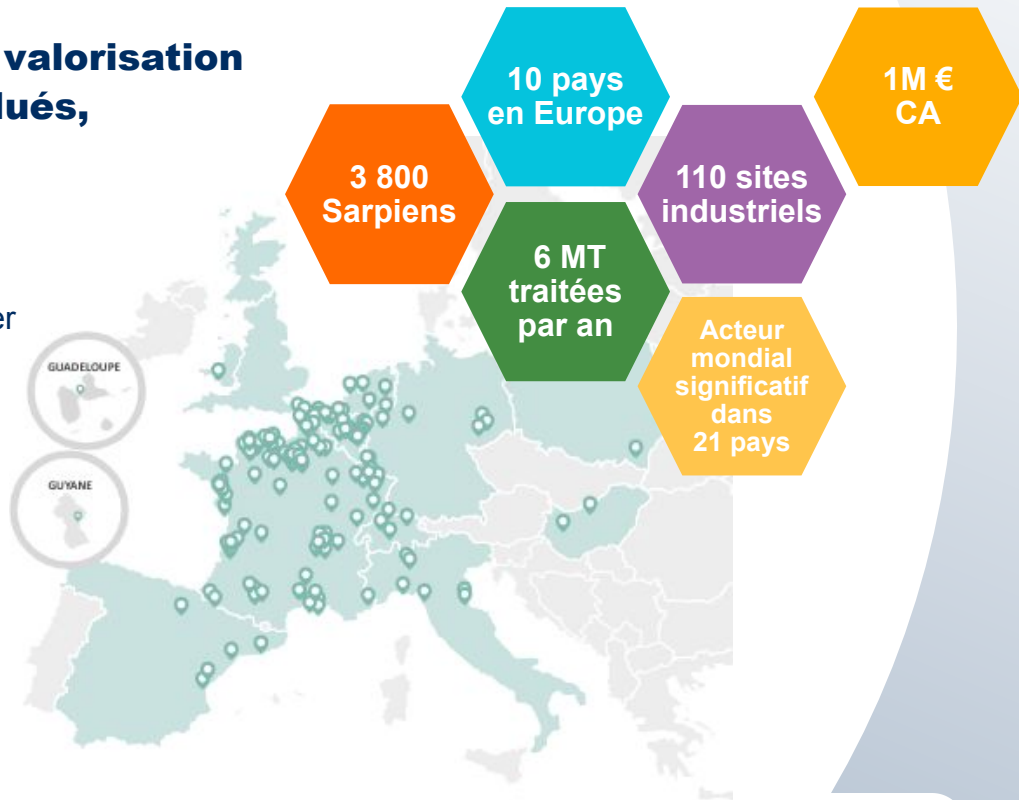 valorisation
lués,
er
10 pays
en Europe
1M €
CA
3 800
Sarpiens
110 sites
industriels
6 MT
traitées
par an
Acteur
mondial
significatif
dans
21 pays
GUADELOUPE
GUYANE